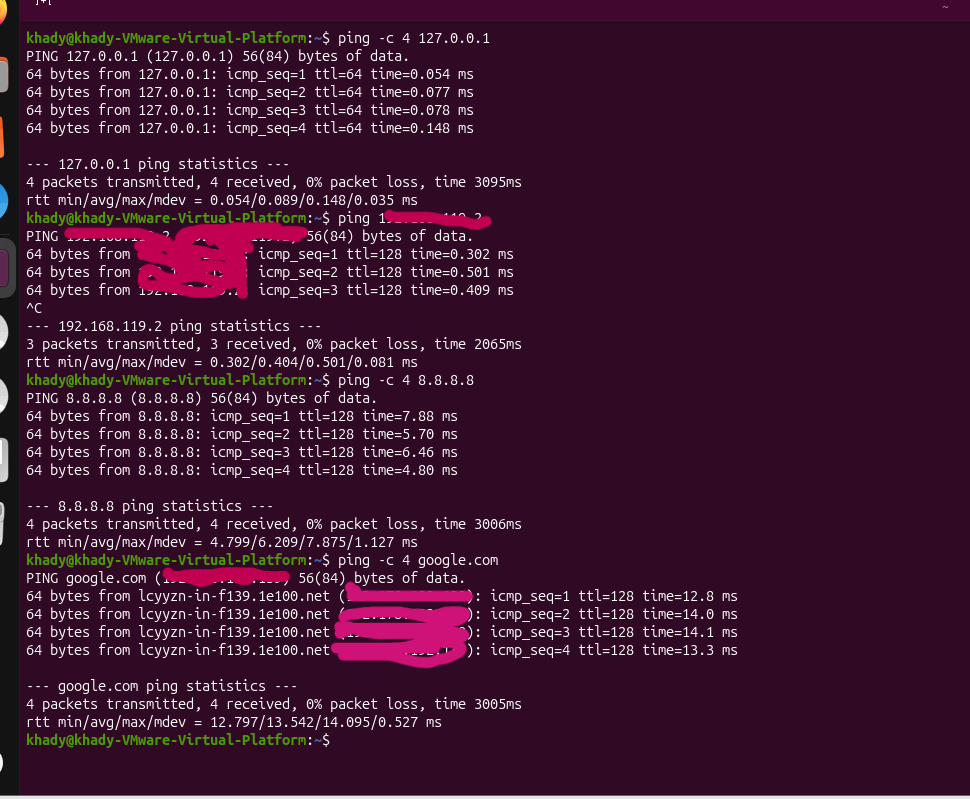 khady@khady-VMware-Virtual-Platform:~$ ping -c 4 127.0.0.1
PING 127.0.0.1 (127.0.0.1) 56(84) bytes of data.
64 bytes from 127.0.0.1: icmp_seq=1 ttl=64 time=0.054 ms
64 bytes from 127.0.0.1: icmp_seq=2 ttl=64 time=0.077 ms
64 bytes from 127.0.0.1: icmp_seq=3 ttl=64 time=0.078 ms
64 bytes from 127.0.0.1: icmp_seq=4 ttl=64 time=0.148 ms
--- 127.0.0.1 ping statistics ---
4 packets transmitted, 4 received, 0% packet loss, time 3095ms
rtt min/avg/max/mdev = 0.054/0.089/0.148/0.035 ms
khady@khady-VMware-Virtual-Platform:~$ ping
PING 56(84) bytes of data.
64 bytes from icmp_seq=1 ttl=128 time=0.302 ms
64 bytes from icmp_seq=2 ttl=128 time=0.501 ms
64 bytes from icmp_seq=3 ttl=128 time=0.409 ms
^C
--- 192.168.119.2 ping statistics ---
3 packets transmitted, 3 received, 0% packet loss, time 2065ms
rtt min/avg/max/mdev = 0.302/0.404/0.501/0.081 ms
khady@khady-VMware-Virtual-Platform:~$ ping -c 4 8.8.8.8
PING 8.8.8.8 (8.8.8.8) 56(84) bytes of data.
64 bytes from 8.8.8.8: icmp_seq=1 ttl=128 time=7.88 ms
64 bytes from 8.8.8.8: icmp_seq=2 ttl=128 time=5.70 ms
64 bytes from 8.8.8.8: icmp_seq=3 ttl=128 time=6.46 ms
64 bytes from 8.8.8.8: icmp_seq=4 ttl=128 time=4.80 ms
--- 8.8.8.8 ping statistics ---
4 packets transmitted, 4 received, 0% packet loss, time 3006ms
rtt min/avg/max/mdev = 4.799/6.209/7.875/1.127 ms
khady@khady-VMware-Virtual-Platform:~$ ping -c 4 google.com
PING google.com ( ) 56(84) bytes of data.
64 bytes from lcyyzn-in-f139.1e100.net ( ): icmp_seq=1 ttl=128 time=12.8 ms
64 bytes from lcyyzn-in-f139.1e100.net ( ): icmp_seq=2 ttl=128 time=14.0 ms
64 bytes from lcyyzn-in-f139.1e100.net ( ): icmp_seq=3 ttl=128 time=14.1 ms
64 bytes from lcyyzn-in-f139.1e100.net ): icmp_seq=4 ttl=128 time=13.3 ms
--- google.com ping statistics ---
4 packets transmitted, 4 received, 0% packet loss, time 3005ms
rtt min/avg/max/mdev = 12.797/13.542/14.095/0.527 ms
khady@khady-VMware-Virtual-Platform:~$